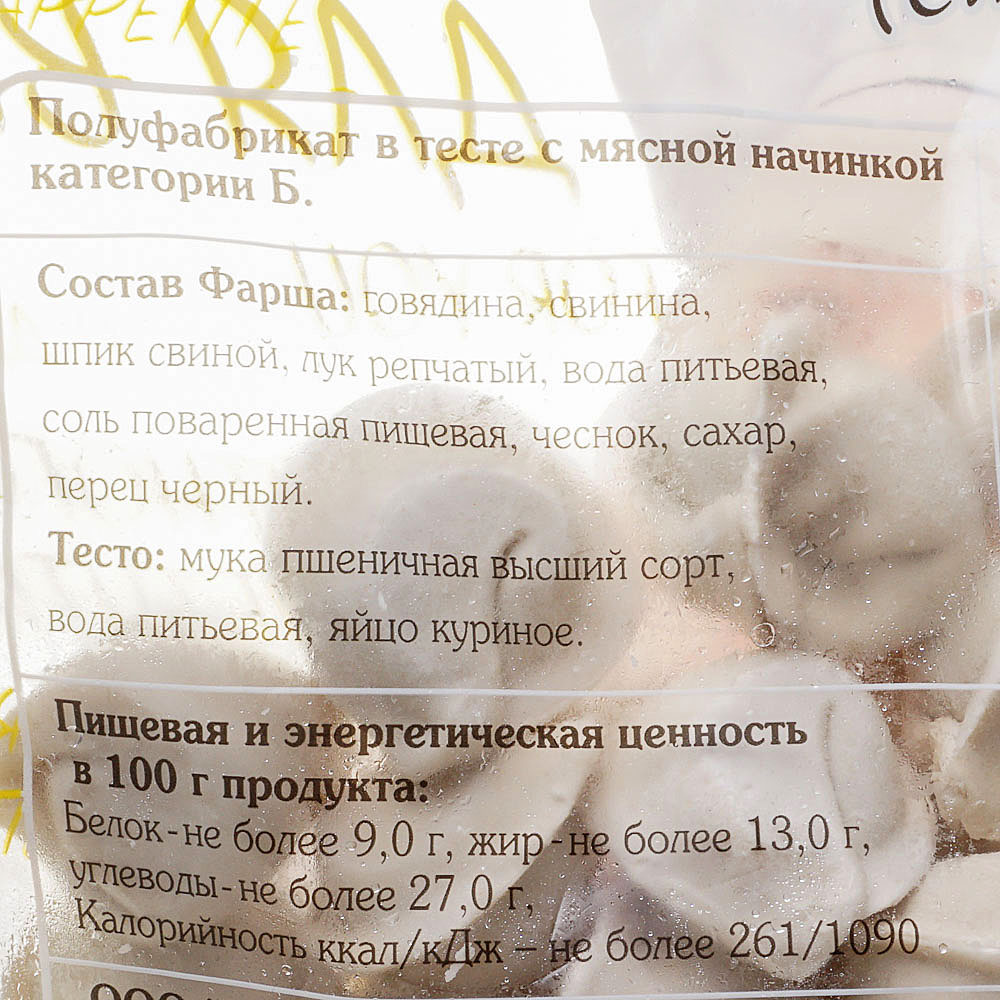 Полуфабрикат в тесте с мясной начинкой
категории Б.
Состав Фарша: говядина, свинина,
шпик свиной, лук репчатый, вода питьевая,
соль поваренная пищевая, чеснок, сахар,
перец черный.
Тесто: мука пшеничная высший сорт,
вода питьевая, яйцо куриное.
Пищевая и энергетическая ценность
в 100 г продукта:
Белок-не более 9,0 г, жир-не более 13,0 г,
углеводы-не более 27,0 г,
Калорийность ккал/кДж – не более 261/1090